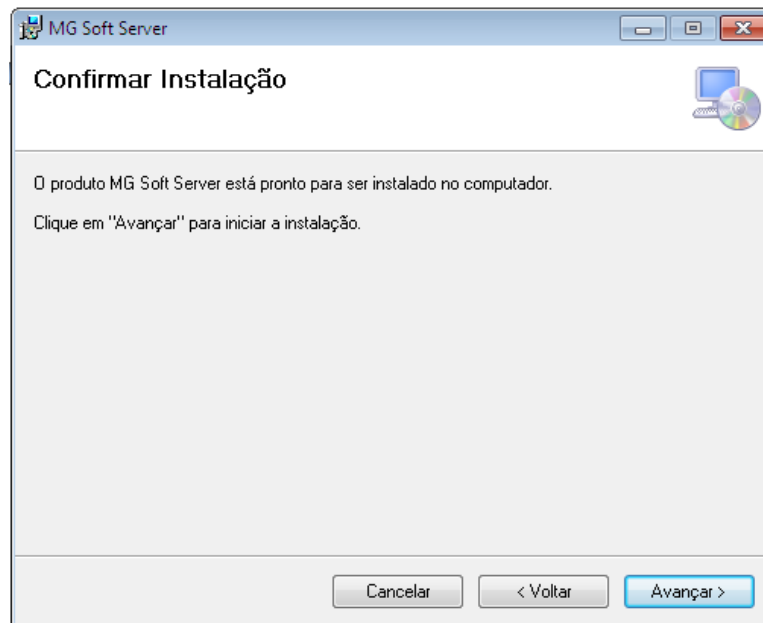 MG Soft Server
Confirmar Instalação
O produto MG Soft Server está pronto para ser instalado no computador.
Clique em "Avançar" para iniciar a instalação.
Cancelar
< Voltar
Avançar >